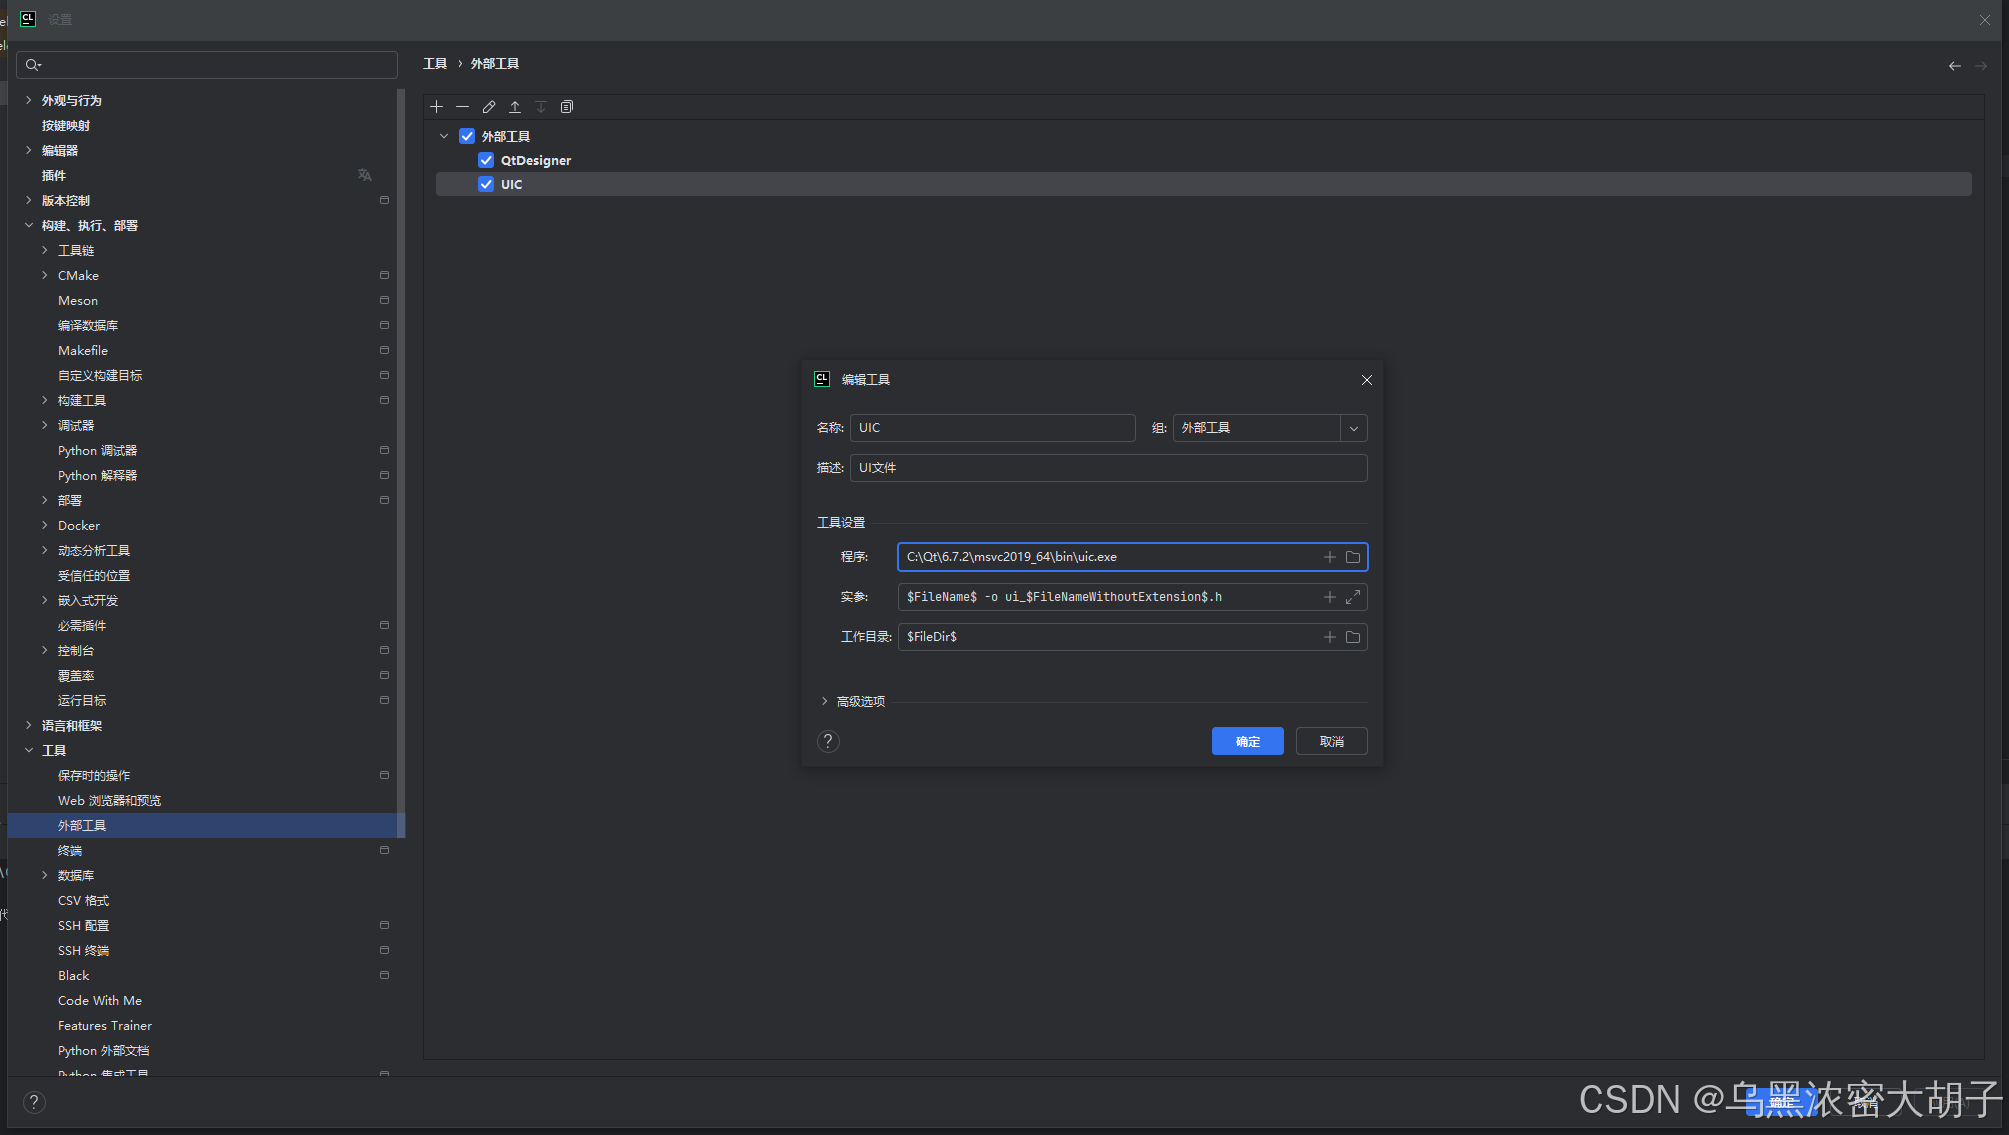 设置
工具 › 外部工具
外观与行为
按键映射
编辑器
插件
版本控制
构建、执行、部署
工具链
CMake
Meson
编译数据库
Makefile
自定义构建目标
构建工具
调试器
Python 调试器
Python 解释器
部署
Docker
动态分析工具
受信任的位置
嵌入式开发
必需插件
控制台
覆盖率
运行目标
语言和框架
工具
保存时的操作
Web 浏览器和预览
外部工具
终端
数据库
CSV 格式
SSH 配置
SSH 终端
Black
Code With Me
Features Trainer
Python 外部文档
Python 集成工具
外部工具
QtDesigner
UIC
CL 编辑工具
名称: UIC 组: 外部工具
描述: UI文件
工具设置
程序: C:\Qt\6.7.2\msvc2019_64\bin\uic.exe
实参: $FileName$ -o ui_$FileNameWithoutExtension$.h
工作目录: $FileDir$
高级选项
? 确定 取消
?
确定
CSDN @乌黑浓密大胡子